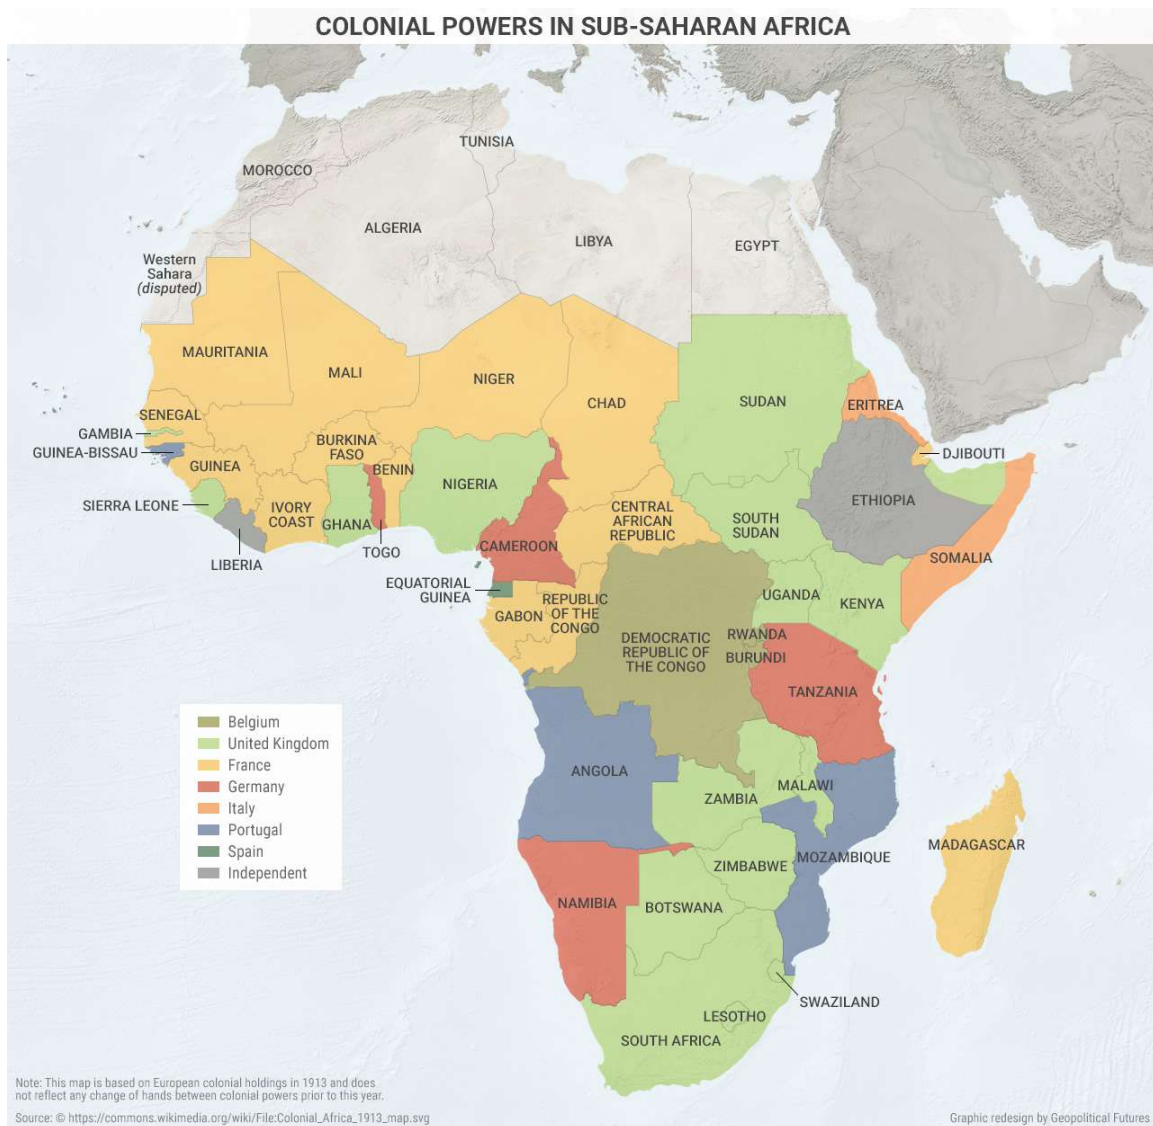 COLONIAL POWERS IN SUB-SAHARAN AFRICA
TUNISIA
MOROCCO
ALGERIA
LIBYA
EGYPT
Western
Sahara
(disputed)
MAURITANIA
MALI
NIGER
CHAD
SUDAN
ERITREA
SENEGAL
GAMBIA
GUINEA-BISSAU
GUINEA
BURKINA
FASO
BENIN
NIGERIA
DJIBOUTI
ETHIOPIA
SIERRA LEONE
IVORY
COAST
GHANA
CENTRAL
AFRICAN
REPUBLIC
SOUTH
SUDAN
LIBERIA
TOGO
CAMEROON
SOMALIA
EQUATORIAL
GUINEA
GABON
REPUBLIC
OF THE
CONGO
UGANDA
KENYA
DEMOCRATIC
REPUBLIC OF
THE CONGO
RWANDA
BURUNDI
TANZANIA
Belgium
United Kingdom
France
Germany
Italy
Portugal
Spain
Independent
ANGOLA
ZAMBIA
MALAWI
MOZAMBIQUE
MADAGASCAR
ZIMBABWE
NAMIBIA
BOTSWANA
SWAZILAND
LESOTHO
SOUTH AFRICA
Note: This map is based on European colonial holdings in 1913 and does
not reflect any change of hands between colonial powers prior to this year.
Source: © https://commons.wikimedia.org/wiki/File:Colonial_Africa_1913_map.svg
Graphic redesign by Geopolitical Futures